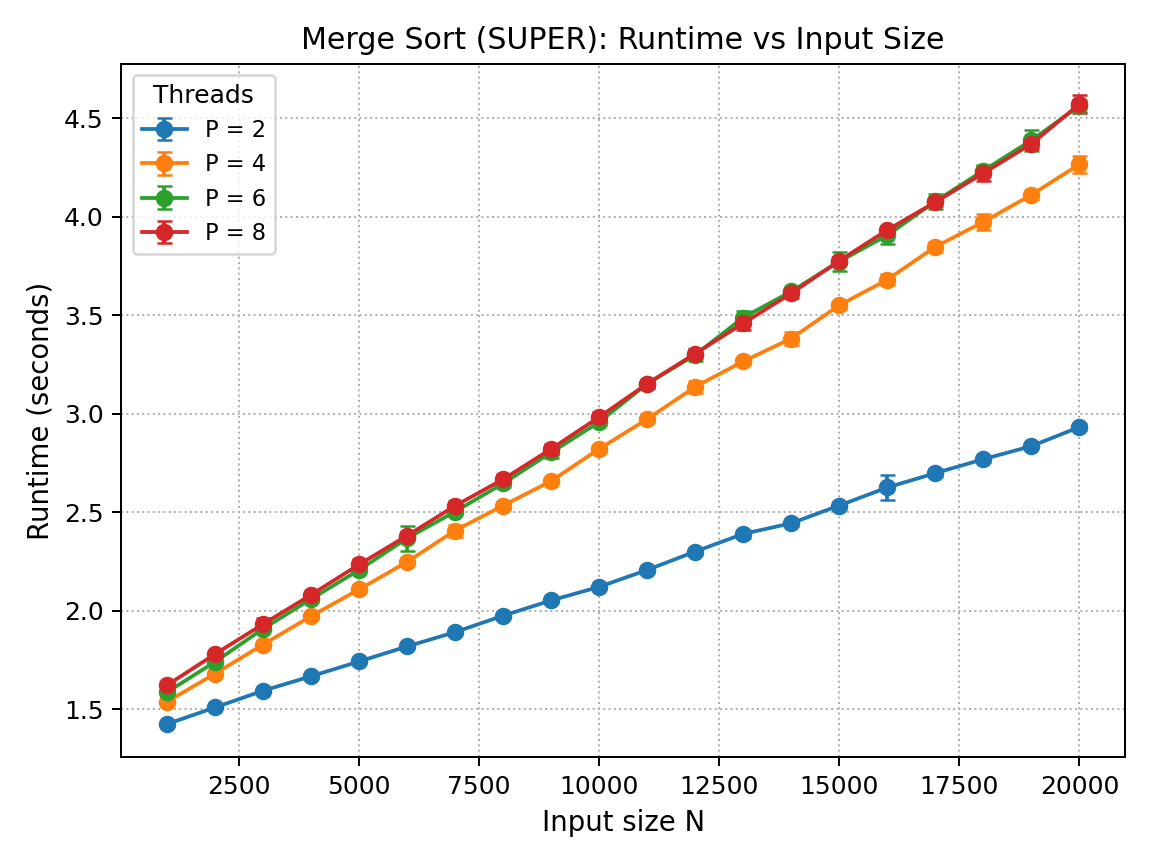 Merge Sort (SUPER): Runtime vs Input Size
Threads
P = 2
P = 4
P = 6
P = 8
4.5
4.0
3.5
3.0
2.5
2.0
1.5
Runtime (seconds)
2500 5000 7500 10000 12500 15000 17500 20000
Input size N